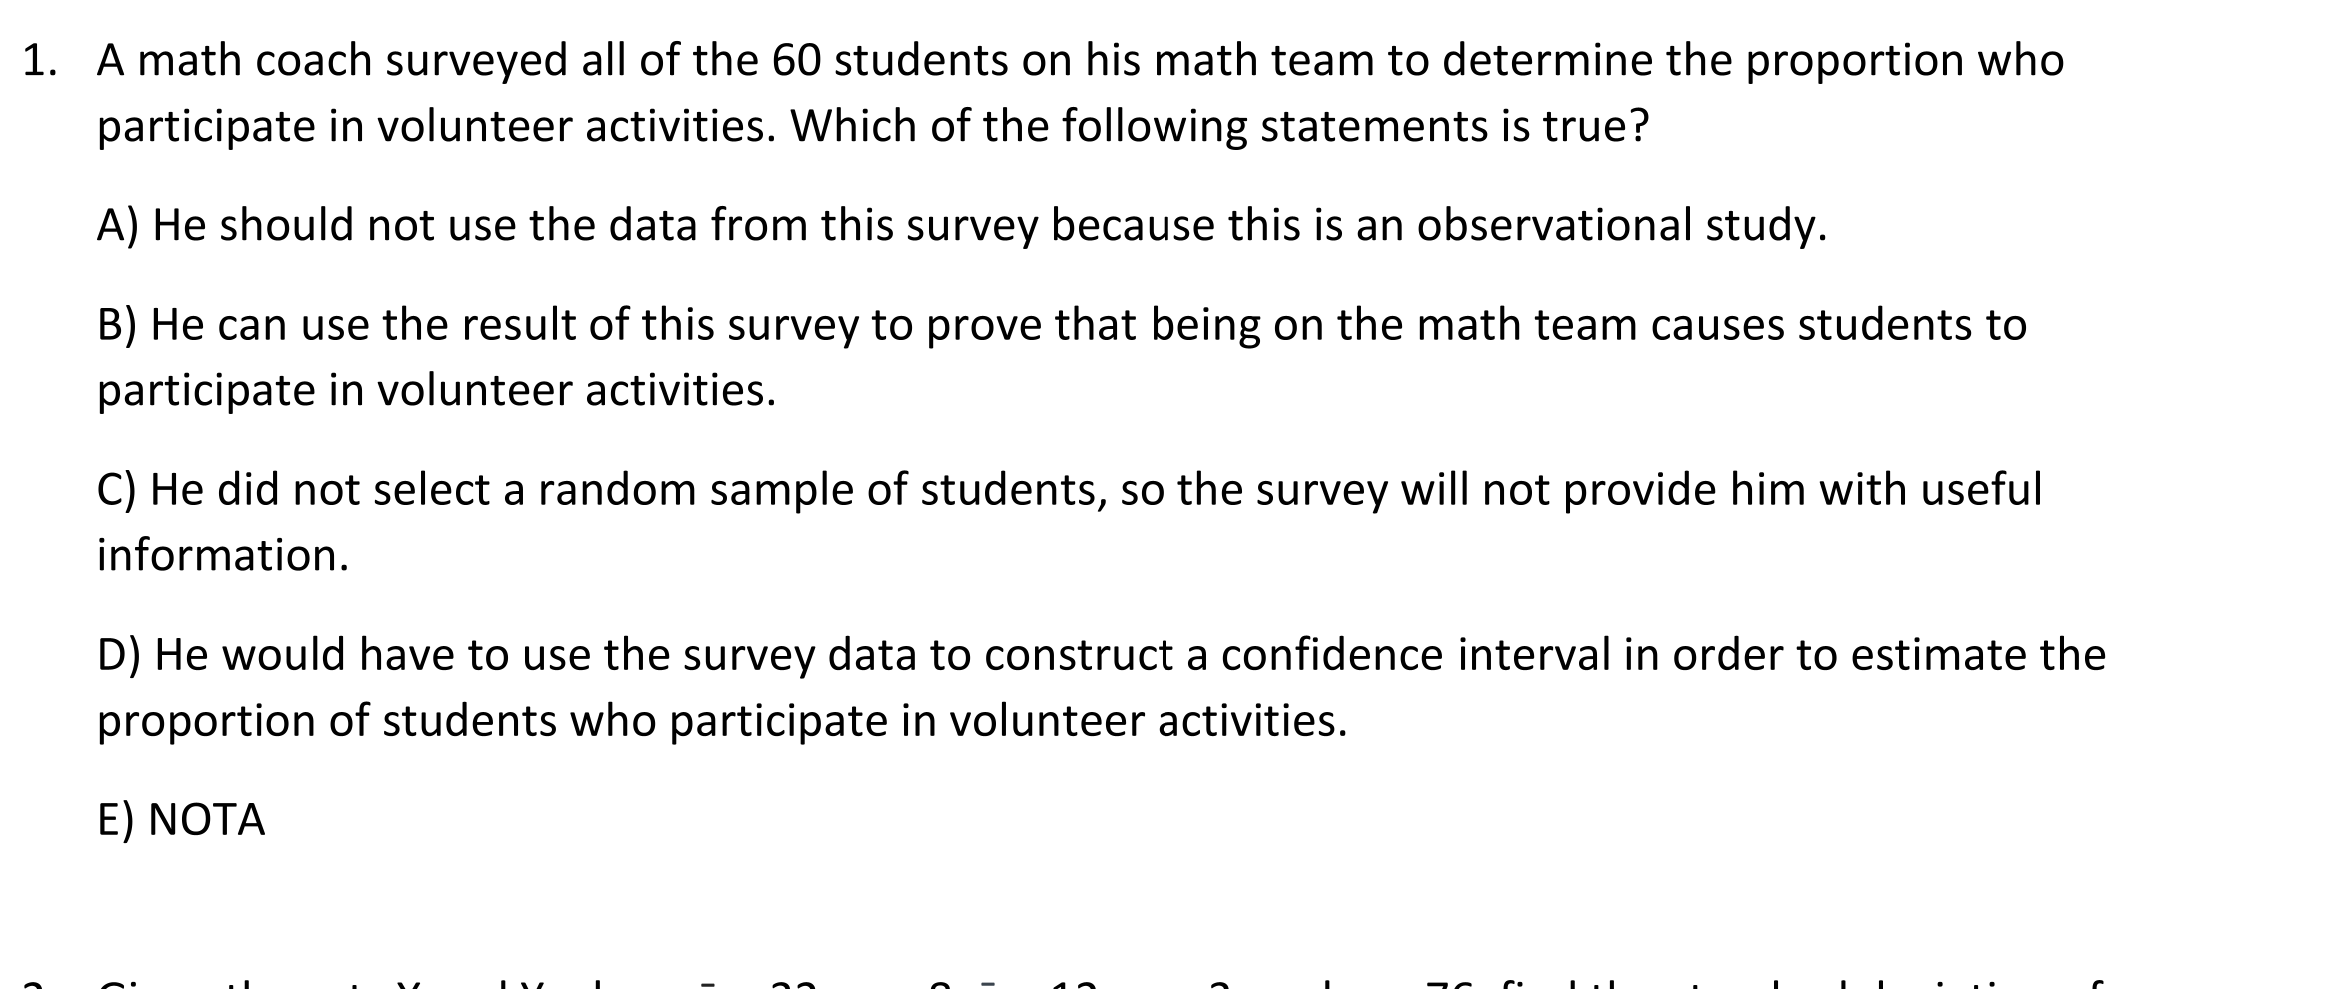 1. A math coach surveyed all of the 60 students on his math team to determine the proportion who
participate in volunteer activities. Which of the following statements is true?
A) He should not use the data from this survey because this is an observational study.
B) He can use the result of this survey to prove that being on the math team causes students to
participate in volunteer activities.
C) He did not select a random sample of students, so the survey will not provide him with useful
information.
D) He would have to use the survey data to construct a confidence interval in order to estimate the
proportion of students who participate in volunteer activities.
E) NOTA